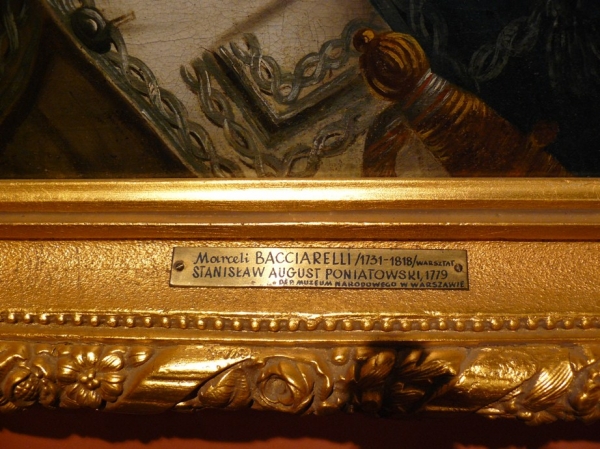 Marceli BACCIARELLI /1731-1818/ WARSZTAT
STANISŁAW AUGUST PONIATOWSKI, 1779
DEP. MUZEUM NARODOWEGO W WARSZAWIE